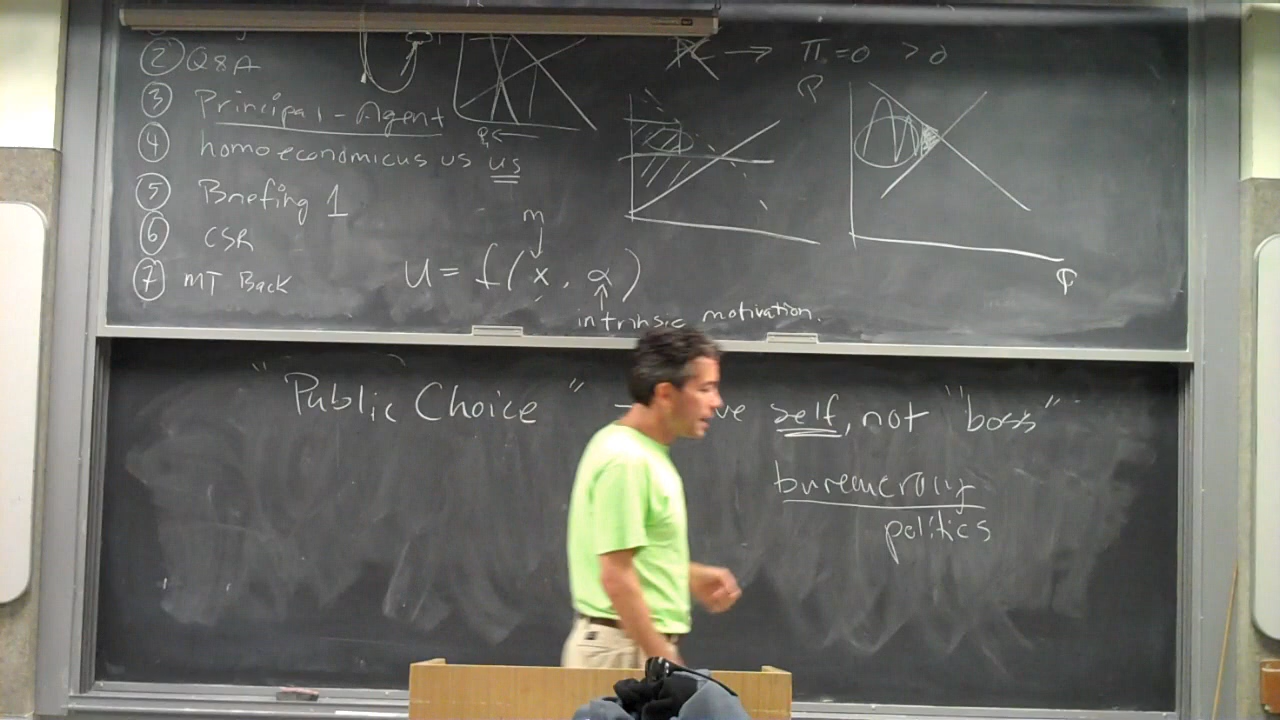 ② Q&A
③ Principal-Agent
④ homo economicus vs us
⑤ Briefing 1
⑥ CSR
⑦ MT Back
Q ←
→ π = 0 > 0
P
φ
m
U = f(x, α)
intrinsic motivation.
"Public Choice" ve self, not "boss"
bureaucracy
politics